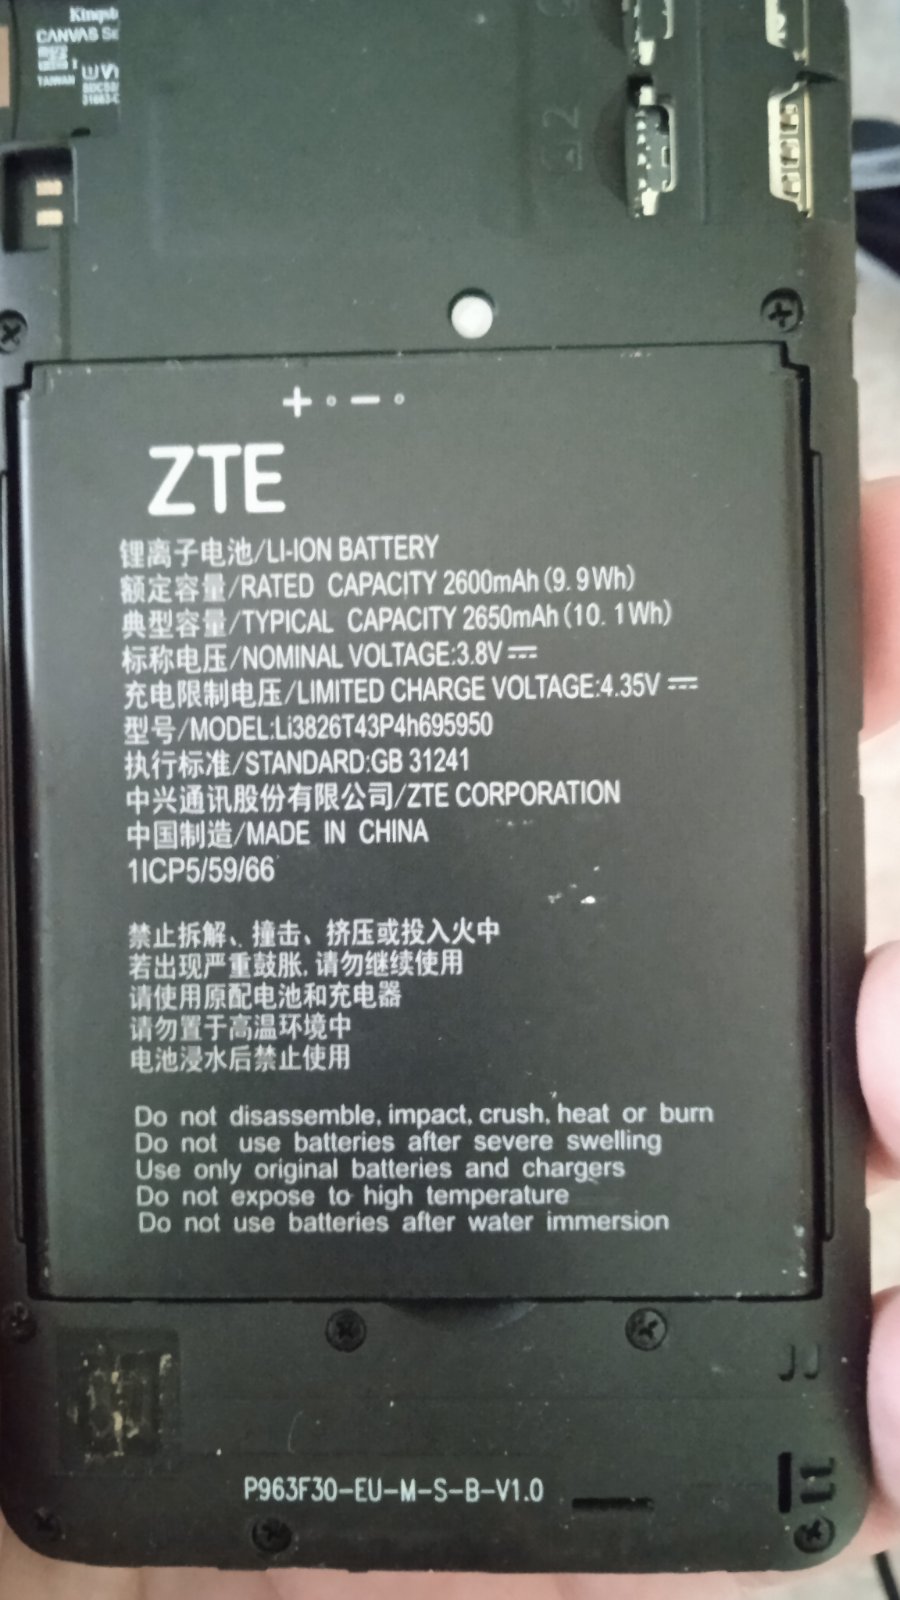 CANVAS
TAIWAN
S2
+ - 
ZTE
锂离子电池/LI-ION BATTERY
额定容量/RATED CAPACITY 2600mAh(9.9Wh)
典型容量/TYPICAL CAPACITY 2650mAh(10.1Wh)
标称电压/NOMINAL VOLTAGE:3.8V
充电限制电压/LIMITED CHARGE VOLTAGE:4.35V
型号/MODEL:Li3826T43P4h695950
执行标准/STANDARD:GB 31241
中兴通讯股份有限公司/ZTE CORPORATION
中国制造/MADE IN CHINA
1ICP5/59/66
禁止拆解、撞击、挤压或投入火中
若出现严重鼓胀,请勿继续使用
请使用原配电池和充电器
请勿置于高温环境中
电池浸水后禁止使用
Do not disassemble, impact, crush, heat or burn
Do not use batteries after severe swelling
Use only original batteries and chargers
Do not expose to high temperature
Do not use batteries after water immersion
P963F30-EU-M-S-B-V1.0